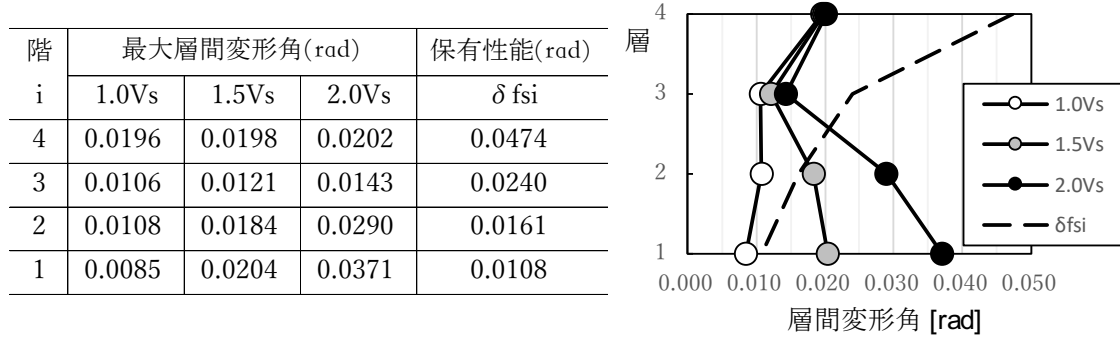 階 最大層間変形角(rad) 保有性能(rad)
i 1.0Vs 1.5Vs 2.0Vs δ fsi
4 0.0196 0.0198 0.0202 0.0474
3 0.0106 0.0121 0.0143 0.0240
2 0.0108 0.0184 0.0290 0.0161
1 0.0085 0.0204 0.0371 0.0108
層
4
3
2
1
0.000 0.010 0.020 0.030 0.040 0.050
層間変形角 [rad]
1.0Vs
1.5Vs
2.0Vs
δfsi